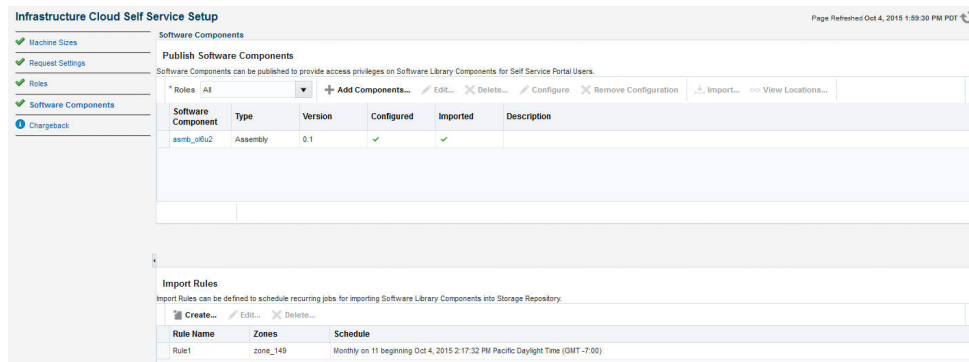 Infrastructure Cloud Self Service Setup
Page Refreshed Oct 4, 2015 1:59:30 PM PDT
Machine Sizes
Request Settings
Roles
Software Components
Chargeback
Software Components
Publish Software Components
Software Components can be published to provide access privileges on Software Library Components for Self Service Portal Users.
* Roles All Add Components... Edit... Delete... Configure Remove Configuration Import... View Locations...
Software Component Type Version Configured Imported Description
asmb_ol6u2 Assembly 0.1
Import Rules
Import Rules can be defined to schedule recurring jobs for importing Software Library Components into Storage Repository.
Create... Edit... Delete...
Rule Name Zones Schedule
Rule1 zone_149 Monthly on 11 beginning Oct 4, 2015 2:17:32 PM Pacific Daylight Time (GMT -7:00)